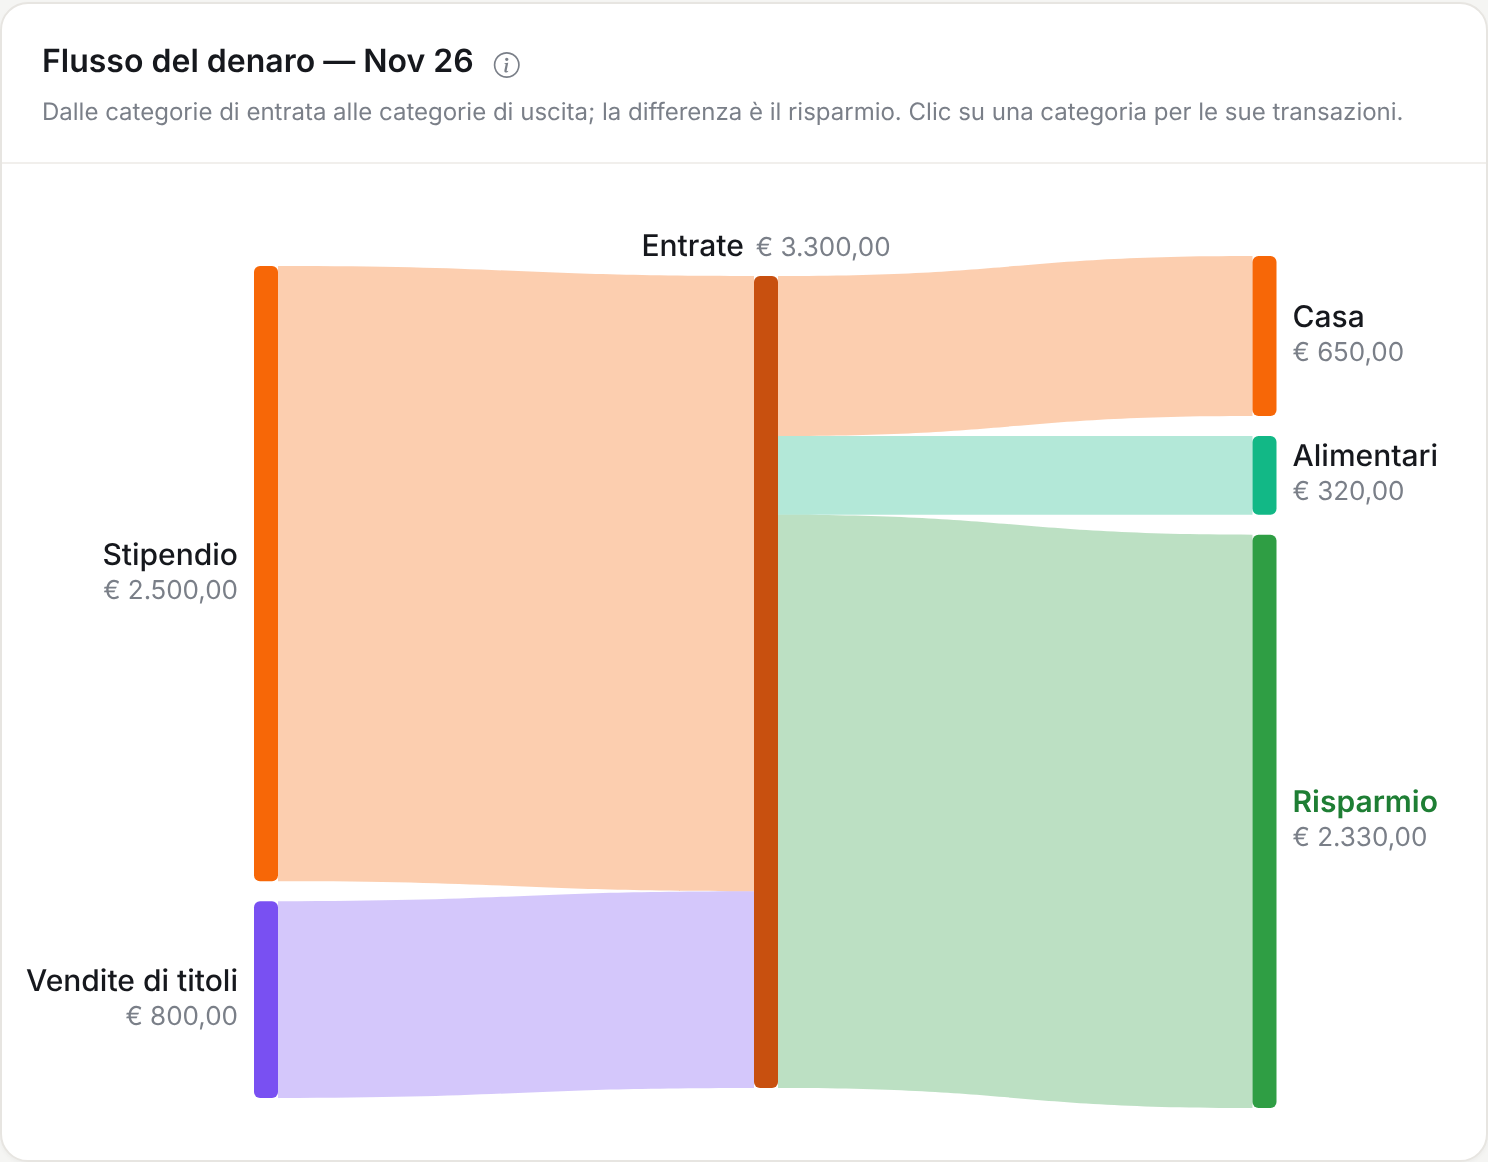 Flusso del denaro — Nov 26
Dalle categorie di entrata alle categorie di uscita; la differenza è il risparmio. Clic su una categoria per le sue transazioni.
Entrate € 3.300,00
Casa
€ 650,00
Alimentari
€ 320,00
Stipendio
€ 2.500,00
Risparmio
€ 2.330,00
Vendite di titoli
€ 800,00